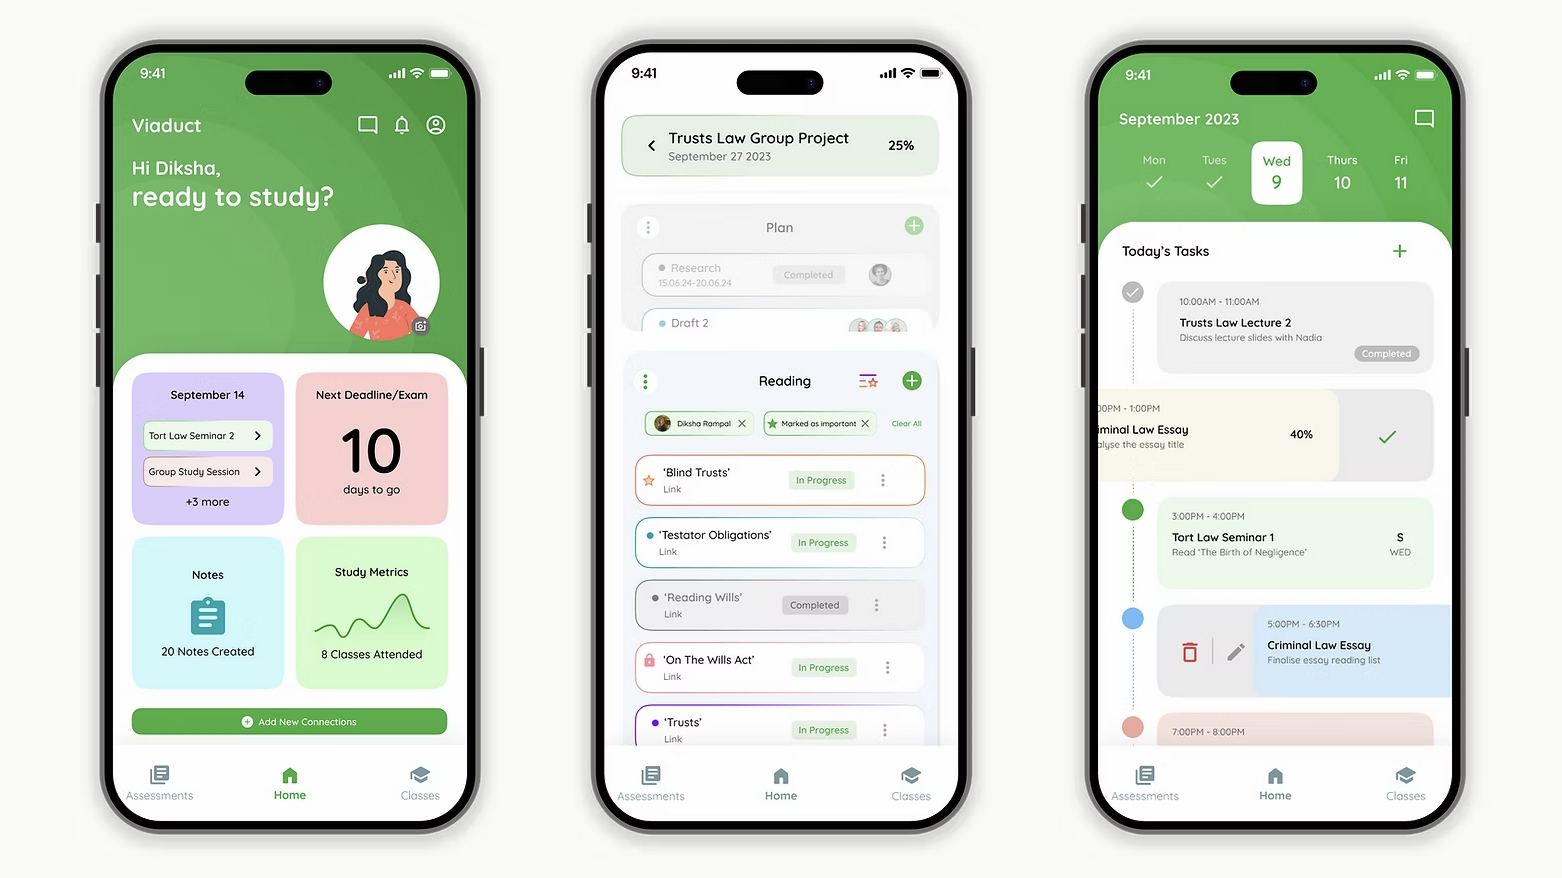 9:41
Viaduct
Hi Diksha,
ready to study?
September 14
Tort Law Seminar 2
Group Study Session
+3 more
Next Deadline/Exam
10
days to go
Notes
20 Notes Created
Study Metrics
8 Classes Attended
Add New Connections
Assessments
Home
Classes
9:41
Trusts Law Group Project
September 27 2023
25%
Plan
Research
15.06.24-20.06.24
Completed
Draft 2
Reading
Diksha Rampal
Marked as important
Clear All
‘Blind Trusts’
Link
In Progress
‘Testator Obligations’
Link
In Progress
‘Reading Wills’
Link
Completed
‘On The Wills Act’
Link
In Progress
‘Trusts’
Link
In Progress
Assessments
Home
Classes
9:41
September 2023
Mon
Tues
Wed
9
Thurs
10
Fri
11
Today’s Tasks
10:00AM - 11:00AM
Trusts Law Lecture 2
Discuss lecture slides with Nadia
Completed
00PM - 1:00PM
iminal Law Essay
alyse the essay title
40%
3:00PM - 4:00PM
Tort Law Seminar 1
Read ‘The Birth of Negligence’
S
WED
5:00PM - 6:30PM
Criminal Law Essay
Finalise essay reading list
7:00PM - 8:00PM
Assessments
Home
Classes